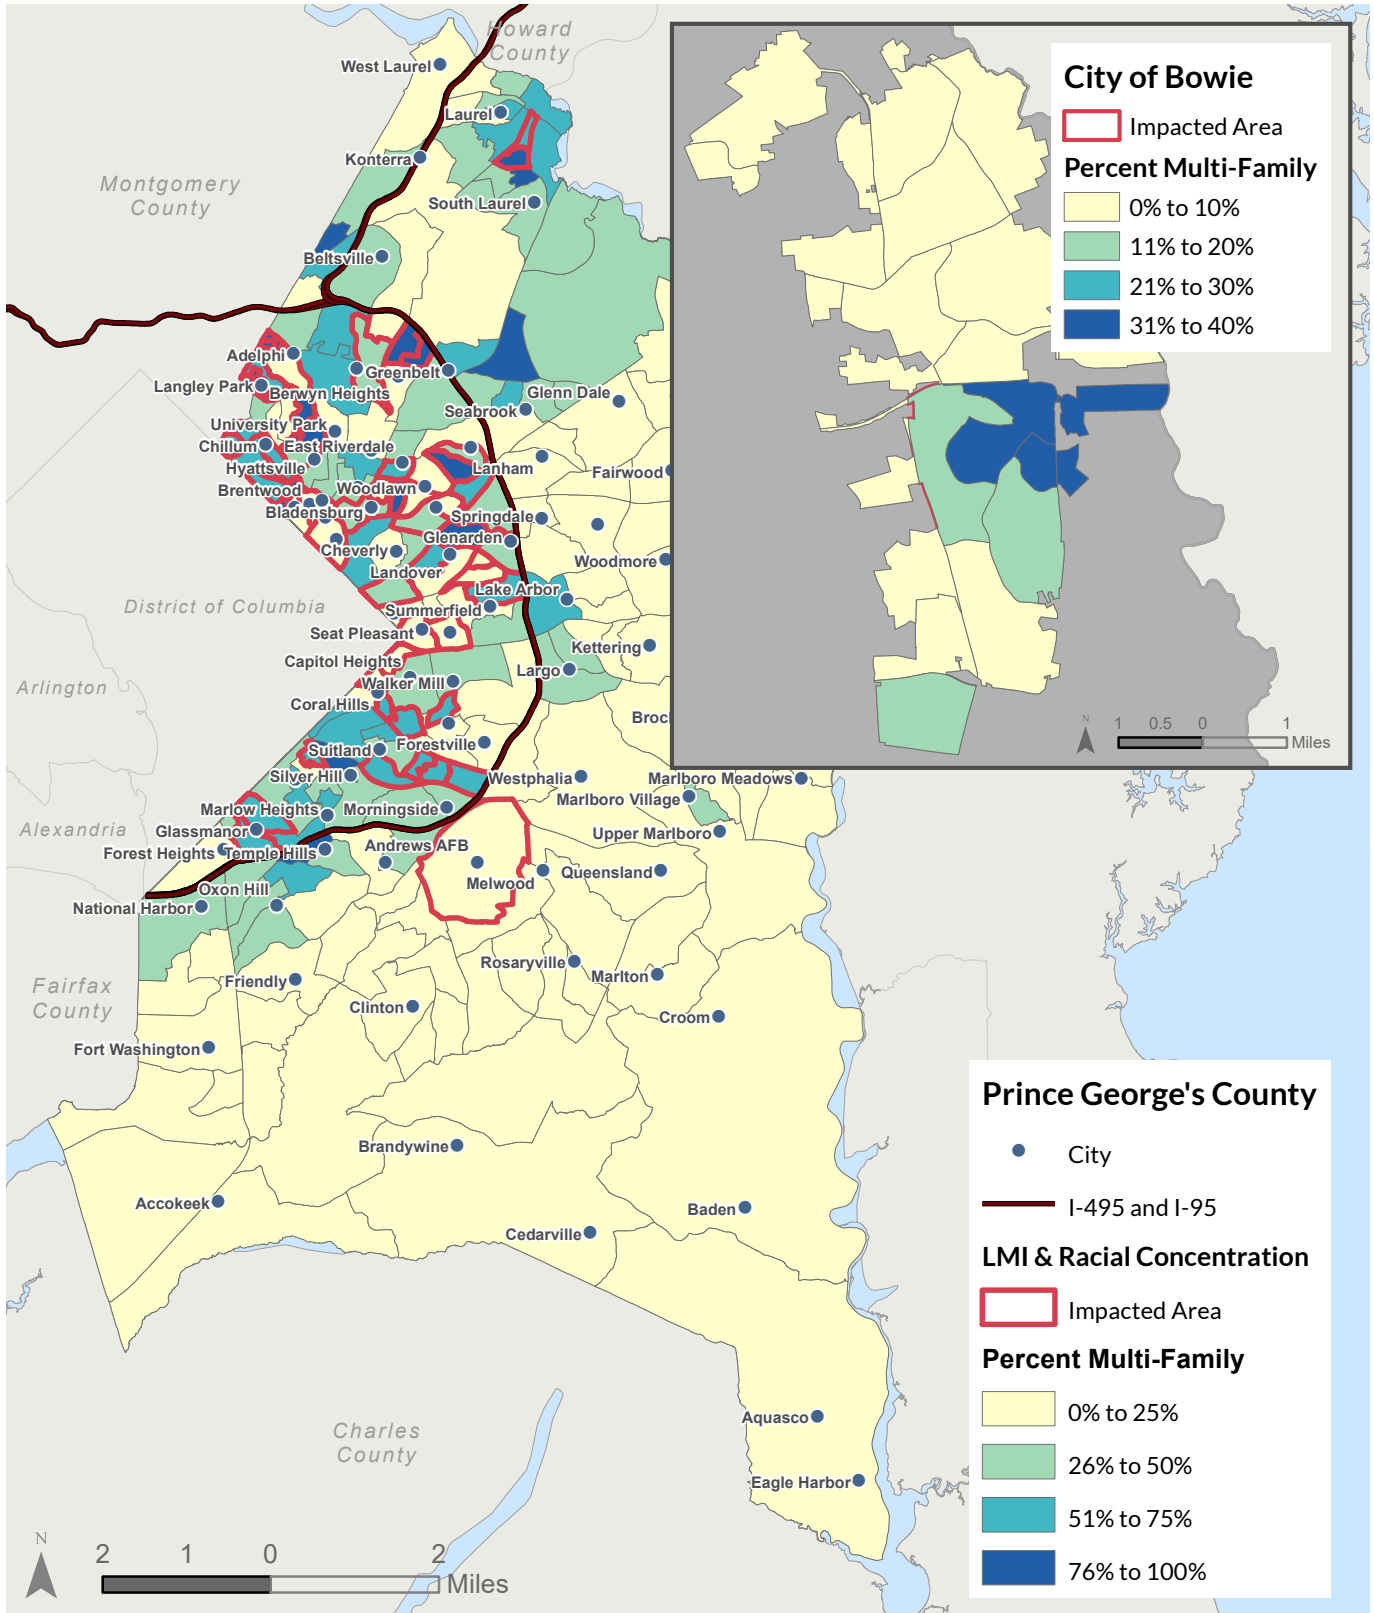 Howard
County
West Laurel
Laurel
Konterra
Montgomery
County
South Laurel
Beltsville
Adelphi
Greenbelt
Langley Park
Berwyn Heights
Glenn Dale
Seabrook
University Park
Chillum
East Riverdale
Hyattsville
Lanham
Fairwood
Brentwood
Woodlawn
Bladensburg
Springdale
Glenarden
Cheverly
Woodmore
Landover
Lake Arbor
District of Columbia
Summerfield
Seat Pleasant
Kettering
Capitol Heights
Largo
Walker Mill
Arlington
Coral Hills
Broc
Forestville
Suitland
Silver Hill
Westphalia
Marlboro Meadows
Marlboro Village
Marlow Heights
Morningside
Alexandria
Glassmanor
Upper Marlboro
Andrews AFB
Forest Heights
Temple Hills
Queensland
Melwood
Oxon Hill
National Harbor
Rosaryville
Marlton
Friendly
Fairfax
County
Clinton
Croom
Fort Washington
Brandywine
Accokeek
Baden
Cedarville
Aquasco
Charles
County
Eagle Harbor
N
2 1 0 2
Miles
City of Bowie
Impacted Area
Percent Multi-Family
0% to 10%
11% to 20%
21% to 30%
31% to 40%
N
1 0.5 0 1
Miles
Prince George's County
City
I-495 and I-95
LMI & Racial Concentration
Impacted Area
Percent Multi-Family
0% to 25%
26% to 50%
51% to 75%
76% to 100%